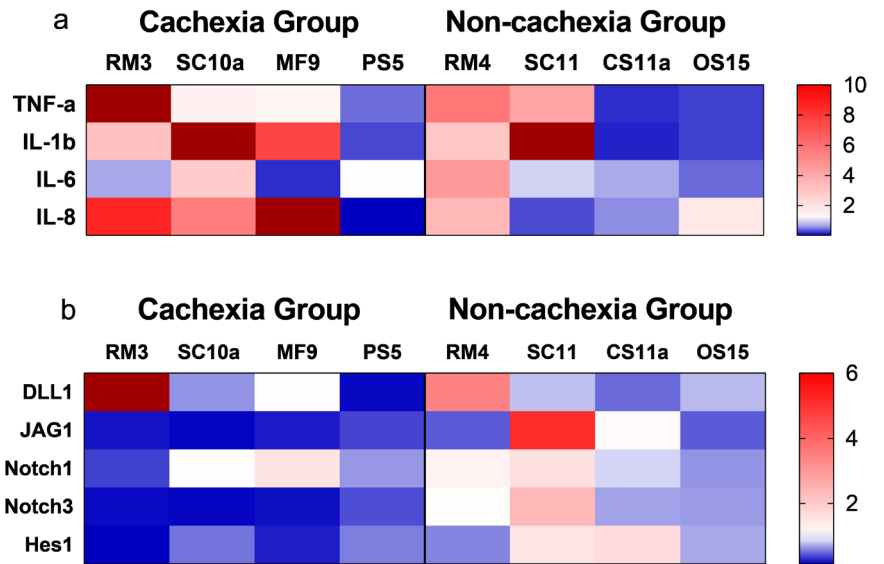 a
Cachexia Group Non-cachexia Group
RM3 SC10a MF9 PS5 RM4 SC11 CS11a OS15
TNF-a
IL-1b
IL-6
IL-8
10
8
6
4
2
b
Cachexia Group Non-cachexia Group
RM3 SC10a MF9 PS5 RM4 SC11 CS11a OS15
DLL1
JAG1
Notch1
Notch3
Hes1
6
4
2